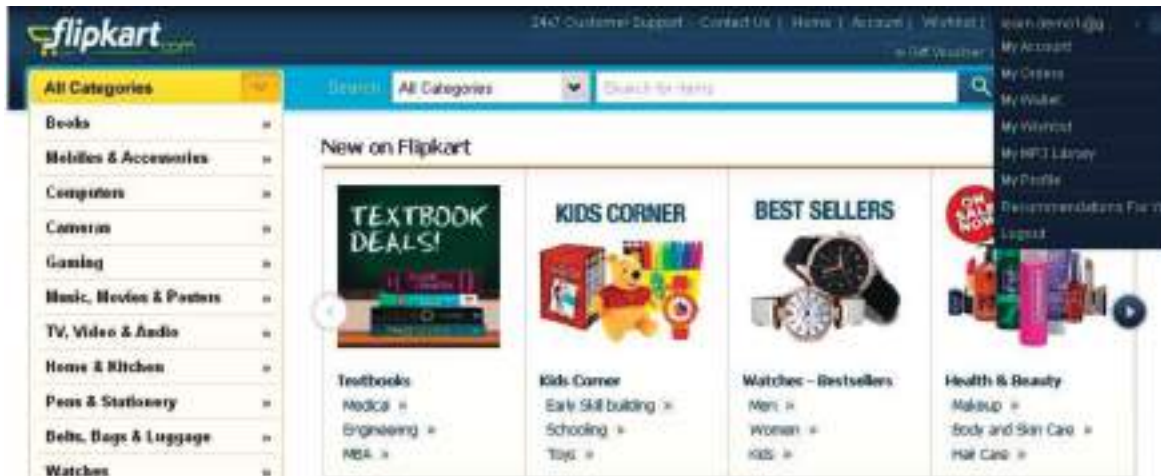 flipkart.com
24x7 Customer Support - Contact Us | Home | Account | Wishlist |
My Account
My Orders
My Wallet
My Wishlist
My MP3 Library
My Profile
Recommendations For
Logout
e-Gift Voucher
All Categories
Search All Categories Search for items
Books
Mobiles & Accessories
Computers
Cameras
Gaming
Music, Movies & Posters
TV, Video & Audio
Home & Kitchen
Pens & Stationery
Belts, Bags & Luggage
Watches
New on Flipkart
TEXTBOOK
DEALS!
Textbooks
Medical »
Engineering »
MBA »
KIDS CORNER
Kids Corner
Early Skill building »
Schooling »
Toys »
BEST SELLERS
Watches - Bestsellers
Men »
Women »
Kids »
ON
SALE
NOW
Health & Beauty
Makeup »
Body and Skin Care »
Hair Care »